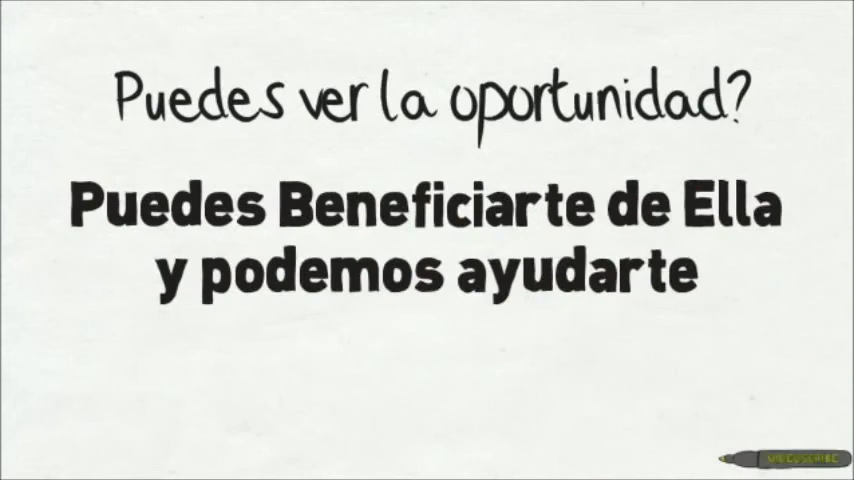 Puedes ver la oportunidad?
Puedes Beneficiarte de Ella
y podemos ayudarte